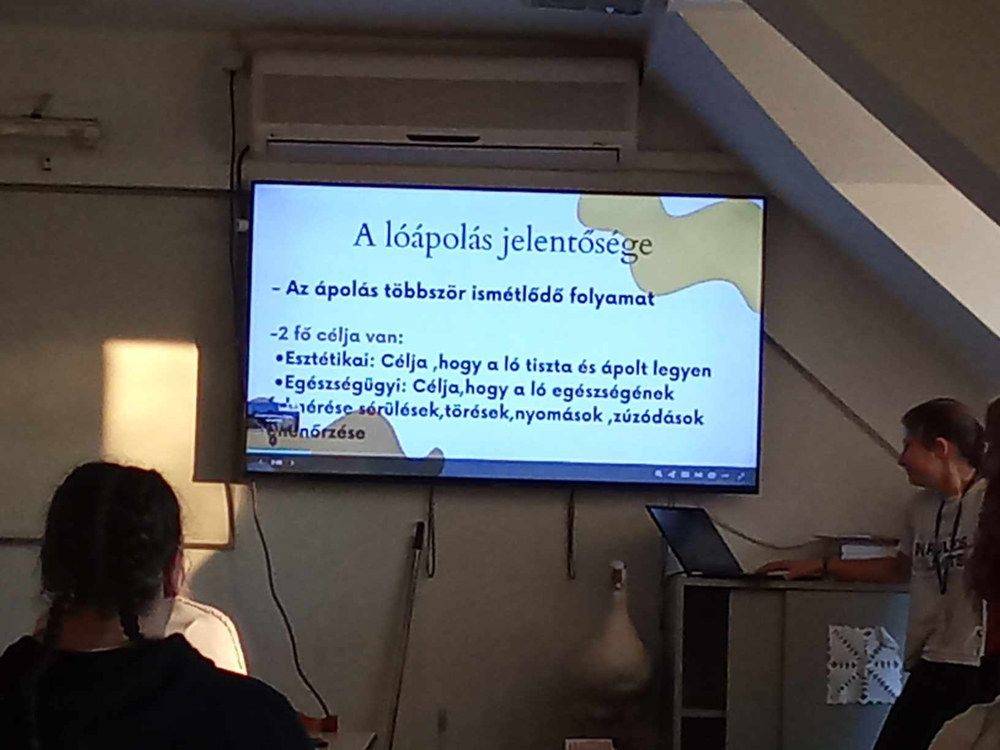 A lóápolás jelentősége
- Az ápolás többször ismétlődő folyamat
-2 fő célja van:
•Esztétikai: Célja ,hogy a ló tiszta és ápolt legyen
•Egészségügyi: Célja,hogy a ló egészségének
sérülések,törések,nyomások ,zúzódások